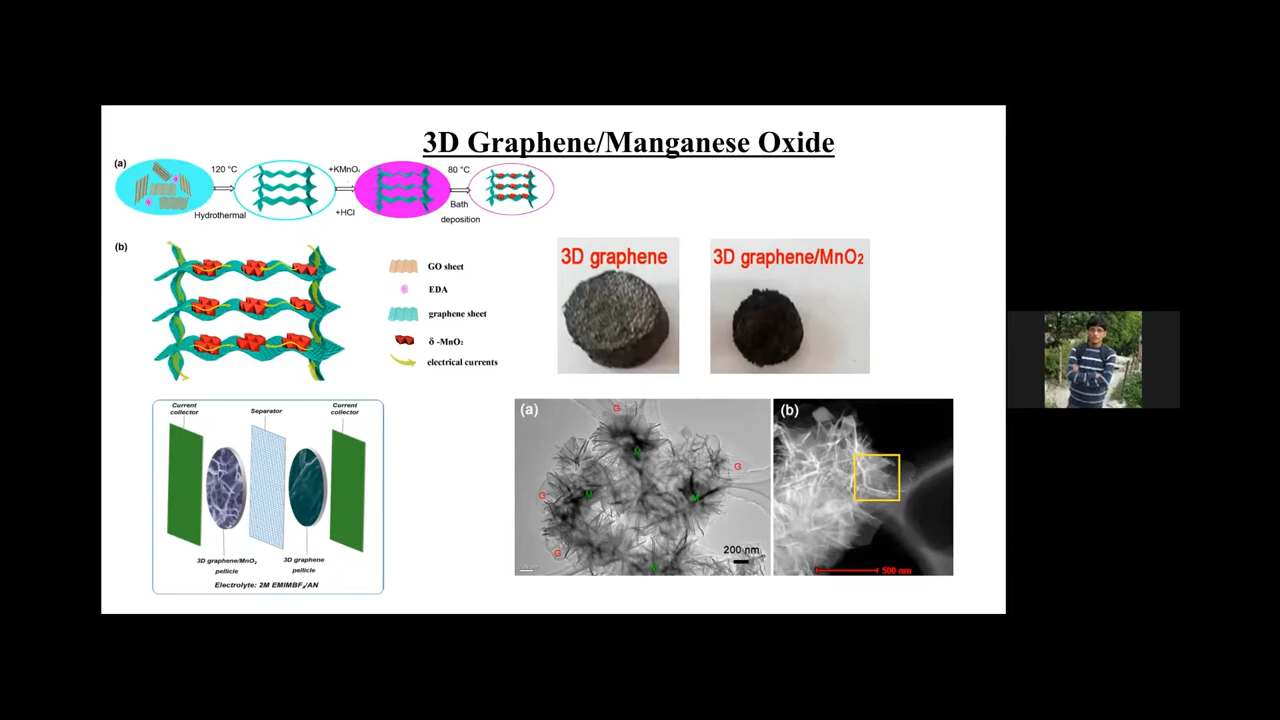 3D Graphene/Manganese Oxide
(a)
120 °C
Hydrothermal
+KMnO₄
+HCl
80 °C
Bath
deposition
(b)
GO sheet
EDA
graphene sheet
δ -MnO₂
electrical currents
3D graphene
3D graphene/MnO₂
Current
collector
Separator
Current
collector
3D graphene/MnO₂
pellicle
3D graphene
pellicle
Electrolyte: 2M EMIMBF₄/AN
(a)
G
M
G
G
M
M
G
M
200 nm
(b)
500 nm